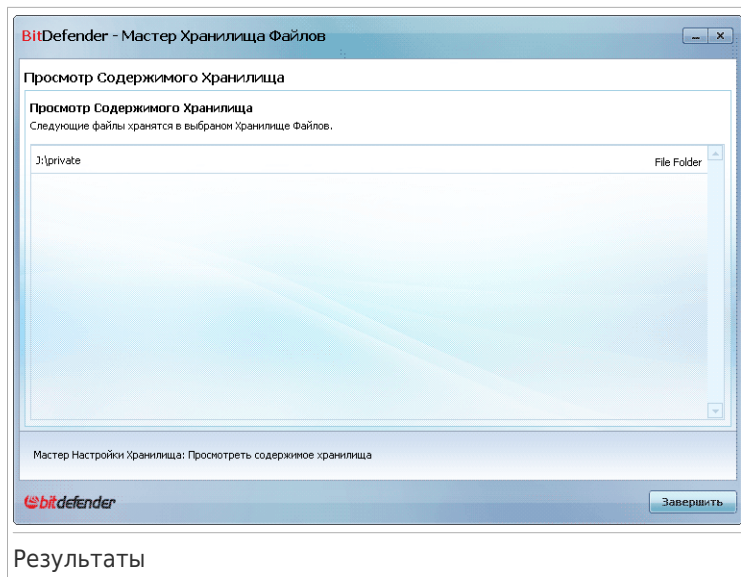 BitDefender - Мастер Хранилища Файлов
Просмотр Содержимого Хранилища
Просмотр Содержимого Хранилища
Следующие файлы хранятся в выбраном Хранилище Файлов.
J:\private File Folder
Мастер Настройки Хранилища: Просмотреть содержимое хранилища
bitdefender Завершить
Результаты